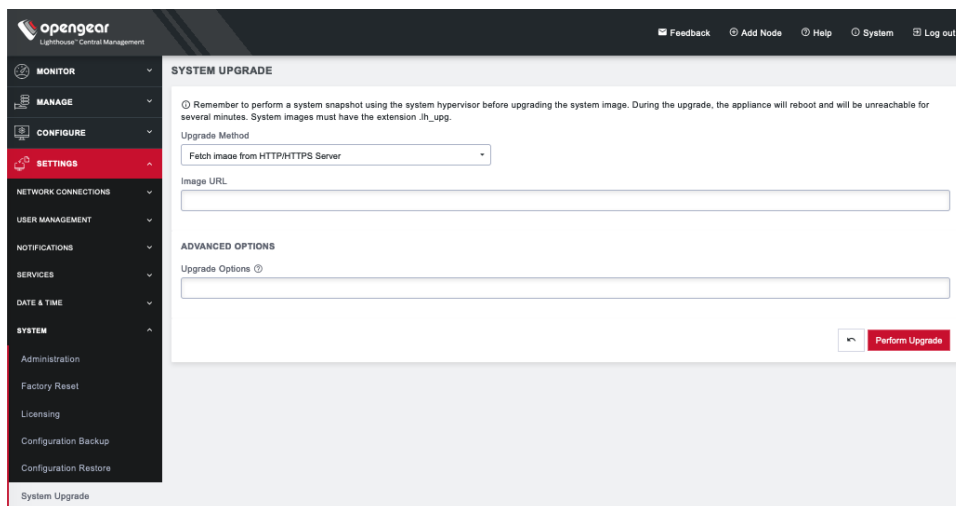 opengear
Lighthouse™ Central Management
Feedback
Add Node
Help
System
Log out
MONITOR
MANAGE
CONFIGURE
SETTINGS
NETWORK CONNECTIONS
USER MANAGEMENT
NOTIFICATIONS
SERVICES
DATE & TIME
SYSTEM
Administration
Factory Reset
Licensing
Configuration Backup
Configuration Restore
System Upgrade
SYSTEM UPGRADE
Remember to perform a system snapshot using the system hypervisor before upgrading the system image. During the upgrade, the appliance will reboot and will be unreachable for
several minutes. System images must have the extension .lh_upg.
Upgrade Method
Fetch image from HTTP/HTTPS Server
Image URL
ADVANCED OPTIONS
Upgrade Options
Perform Upgrade